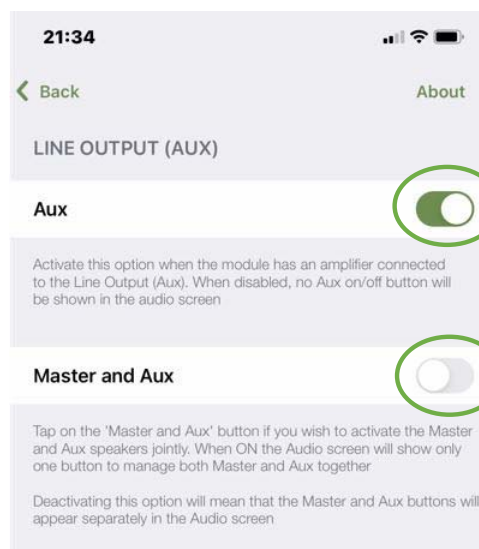 21:34
Back
About
LINE OUTPUT (AUX)
Aux
Activate this option when the module has an amplifier connected
to the Line Output (Aux). When disabled, no Aux on/off button will
be shown in the audio screen
Master and Aux
Tap on the 'Master and Aux' button if you wish to activate the Master
and Aux speakers jointly. When ON the Audio screen will show only
one button to manage both Master and Aux together
Deactivating this option will mean that the Master and Aux buttons will
appear separately in the Audio screen